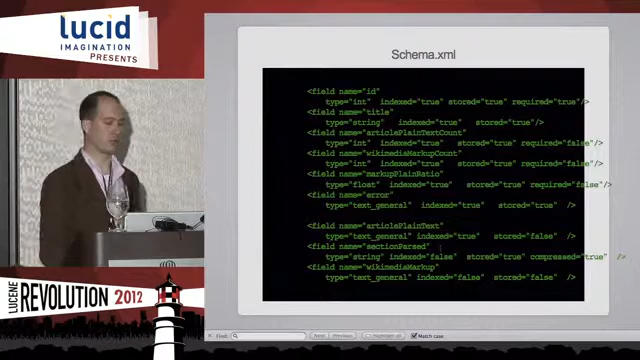 lucid
IMAGINATION
PRESENTS
Schema.xml
<field name="id"
type="int" indexed="true" stored="true" required="true"/>
<field name="title"
type="string" indexed="true" stored="true"/>
<field name="articlePlainTextCount"
type="int" indexed="true" stored="true" required="false"/>
<field name="wikimediaMarkupCount"
type="int" indexed="true" stored="true" required="false"/>
<field name="markupPlainRatio"
type="float" indexed="true" stored="true" required="false"/>
<field name="error"
type="text_general" indexed="true" stored="true" />
<field name="articlePlainText"
type="text_general" indexed="true" stored="false" />
<field name="sectionParsed"
type="string" indexed="false" stored="true" compressed="true" />
<field name="wikimediaMarkup"
type="text_general" indexed="false" stored="false" />
LUCENE
REVOLUTION 2012
Find:
Next
Previous
Highlight all
Match case